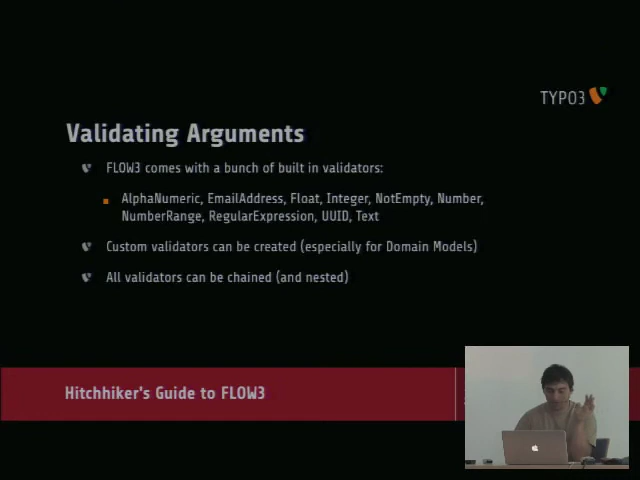 TYPO3
Validating Arguments
FLOW3 comes with a bunch of built in validators:
AlphaNumeric, EmailAddress, Float, Integer, NotEmpty, Number,
NumberRange, RegularExpression, UUID, Text
Custom validators can be created (especially for Domain Models)
All validators can be chained (and nested)
Hitchhiker's Guide to FLOW3